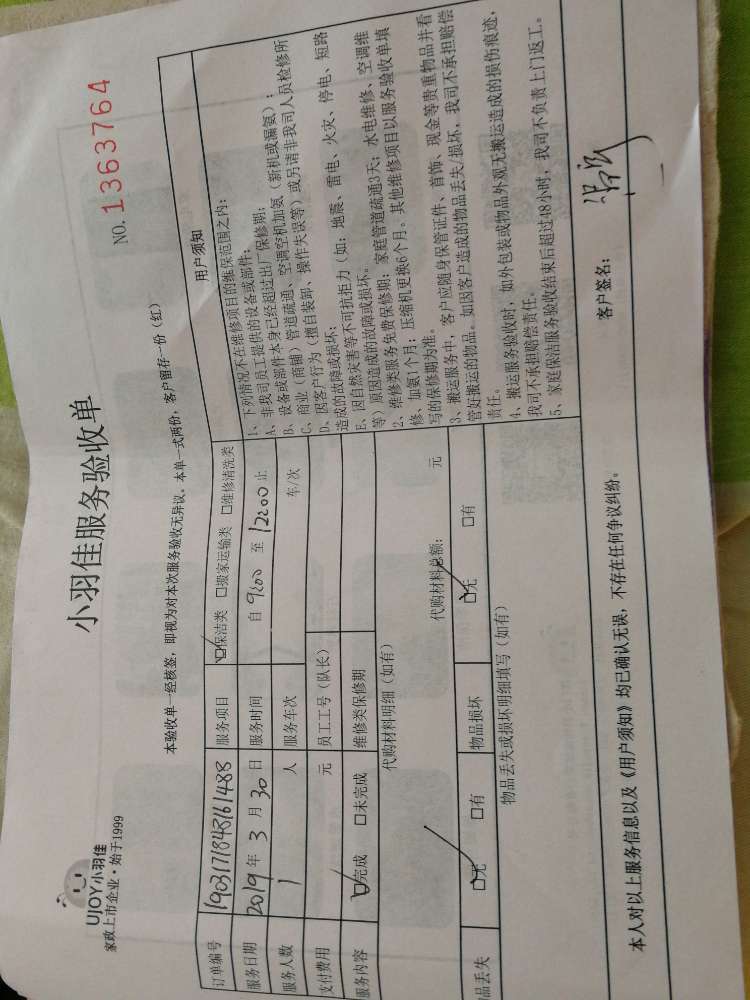 UJOY小羽佳
家政上市企业·始于1999
小羽佳服务验收单
NO. 1363764
本验收单一经核签，即视为对本次服务验收无异议，本单一式两份，客户留存一份（红）
订单编号 190317184816148 8
服务项目 ☑保洁类 □搬家运输类 □维修清洗类
服务日期 2019 年 3 月 30 日
服务时间 自 9:00 至 12:00 止
服务人数 1 人
服务车次 车/次
支付费用 元
员工工号（队长）
服务内容 ☑完成 □未完成
维修类保修期
代购材料明细（如有）
代购材料总额： 元
品丢失 ☑无 □有
物品损坏 ☑无 □有
物品丢失或损坏明细填写（如有）
用户须知
1、下列情况不在维修项目的维保范围之内：
A、非我司员工提供的设备或部件；
设备或部件本身已经超过出厂保修期；
B、商业（商铺）管道疏通、空调空机加氨（新机或漏氨）；
C、因客户行为（擅自装卸、操作失误等）或另请非我司人员检修所
造成的故障或损坏；
D、因自然灾害等不可抗拒力（如：地震、雷电、火灾、停电、短路
E、等）原因造成的故障或损坏。
2、维修类服务免费保修期：家庭管道疏通3天；水电维修、空调维
修、加氨1个月；压缩机更换6个月。其他维修项目以服务验收单填
写的保修期为准。
3、搬运服务中，客户应随身保管证件、首饰、现金等贵重物品并看
管好搬运的物品。如因客户造成的物品丢失/损坏，我司不承担赔偿
责任。
4、搬运服务验收时，如外包装或物品外观无搬运造成的损伤痕迹，
我司不承担赔偿责任。
5、家庭保洁服务验收结束后超过48小时，我司不负责上门返工。
本人对以上服务信息以及《用户须知》均已确认无误，不存在任何争议纠纷。
客户签名：